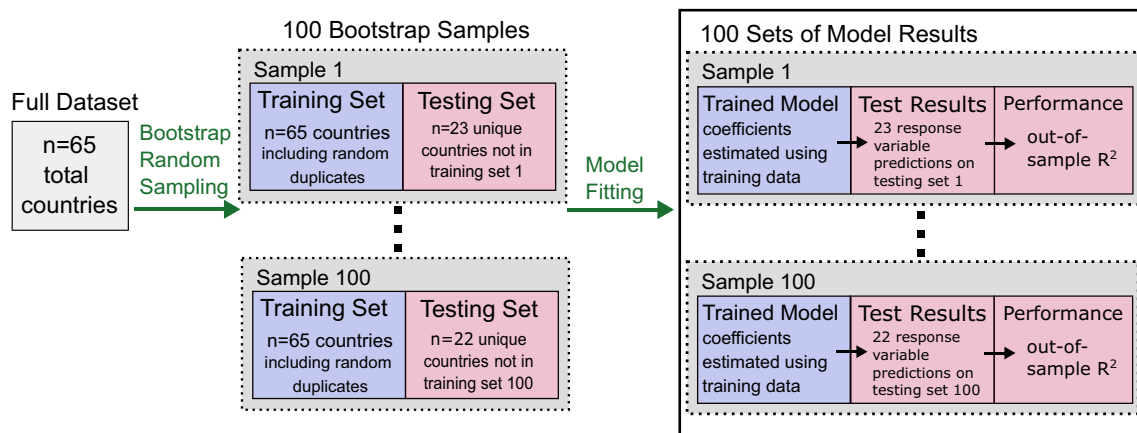 Full Dataset
n=65
total
countries
Bootstrap
Random
Sampling
100 Bootstrap Samples
Sample 1
Training Set
n=65 countries
including random
duplicates
Testing Set
n=23 unique
countries not in
training set 1
Sample 100
Training Set
n=65 countries
including random
duplicates
Testing Set
n=22 unique
countries not in
training set 100
Model
Fitting
100 Sets of Model Results
Sample 1
Trained Model
coefficients
estimated using
training data
Test Results
23 response
variable
predictions on
testing set 1
Performance
out-of-
sample R²
Sample 100
Trained Model
coefficients
estimated using
training data
Test Results
22 response
variable
predictions on
testing set 100
Performance
out-of-
sample R²